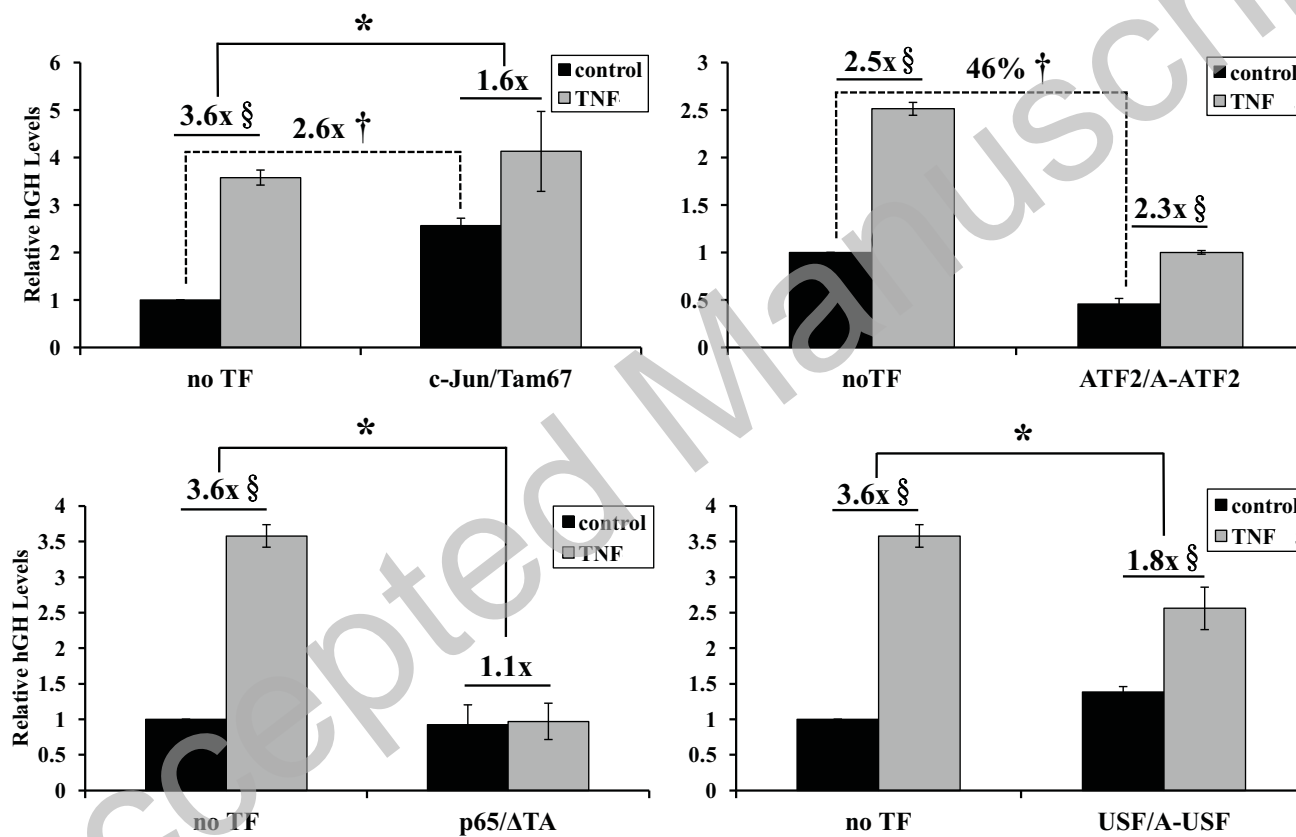 *
6
5
4
3
2
1
0
Relative hGH Levels
3.6x §
2.6x †
1.6x
control
TNF
no TF
c-Jun/Tam67
3
2.5
2
1.5
1
0.5
0
2.5x §
46% †
2.3x §
control
TNF
noTF
ATF2/A-ATF2
*
4
3.5
3
2.5
2
1.5
1
0.5
0
Relative hGH Levels
3.6x §
1.1x
control
TNF
no TF
p65/ΔTA
*
4
3.5
3
2.5
2
1.5
1
0.5
0
3.6x §
1.8x §
control
TNF
no TF
USF/A-USF
ccepted Manuscri